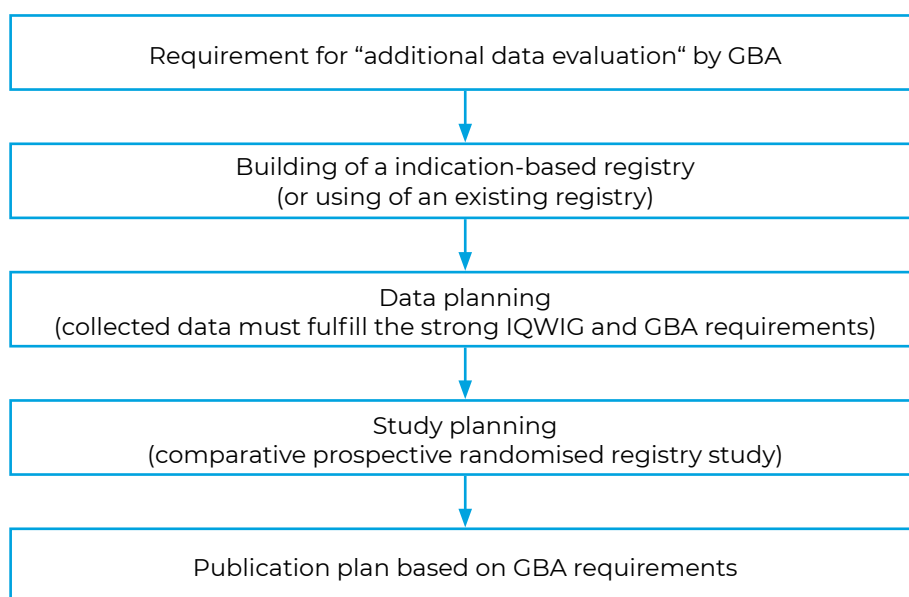 Requirement for “additional data evaluation“ by GBA
Building of a indication-based registry
(or using of an existing registry)
Data planning
(collected data must fulfill the strong IQWIG and GBA requirements)
Study planning
(comparative prospective randomised registry study)
Publication plan based on GBA requirements